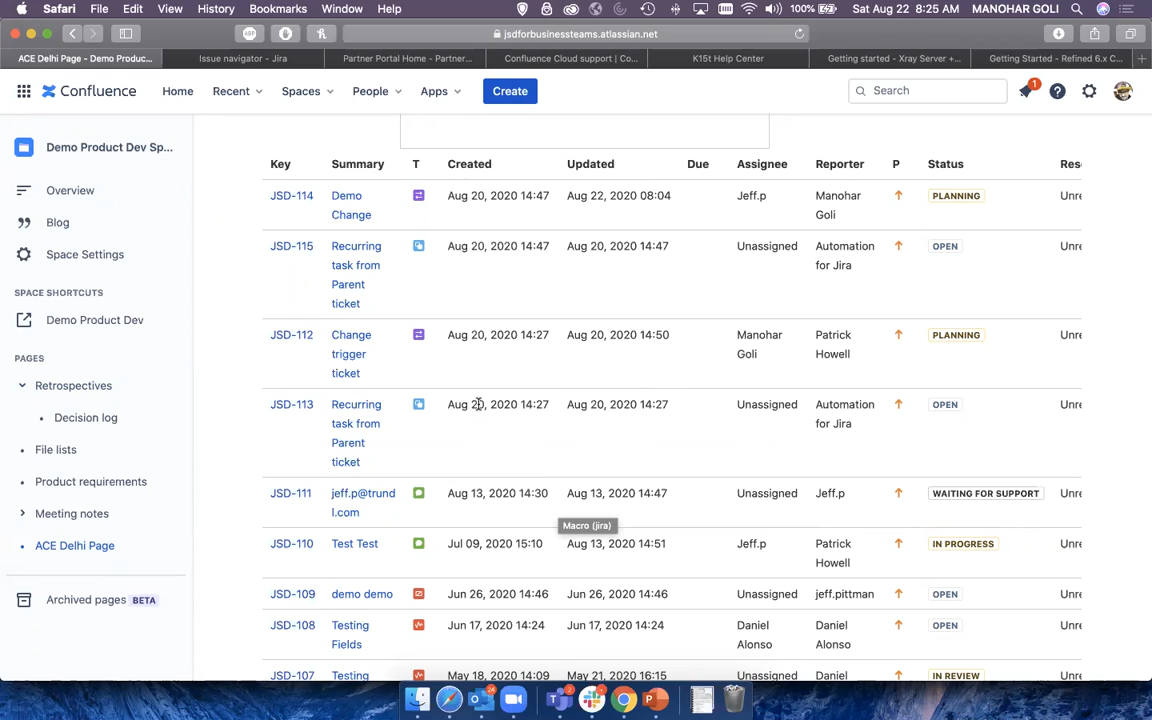 Safari File Edit View History Bookmarks Window Help 100% Sat Aug 22 8:25 AM MANOHAR GOLI
ABP jsdforbusinessteams.atlassian.net
ACE Delhi Page - Demo Produc... Issue navigator - Jira Partner Portal Home - Partner... Confluence Cloud support | Co... K15t Help Center Getting started - Xray Server +... Getting Started - Refined 6.x C...
Confluence Home Recent Spaces People Apps Create Search 1
Demo Product Dev Sp...
Overview
Blog
Space Settings
SPACE SHORTCUTS
Demo Product Dev
PAGES
Retrospectives
Decision log
File lists
Product requirements
Meeting notes
ACE Delhi Page
Archived pages BETA
Key Summary T Created Updated Due Assignee Reporter P Status Res
JSD-114 Demo Change Aug 20, 2020 14:47 Aug 22, 2020 08:04 Jeff.p Manohar Goli PLANNING Unre
JSD-115 Recurring task from Parent ticket Aug 20, 2020 14:47 Aug 20, 2020 14:47 Unassigned Automation for Jira OPEN Unre
JSD-112 Change trigger ticket Aug 20, 2020 14:27 Aug 20, 2020 14:50 Manohar Goli Patrick Howell PLANNING Unre
JSD-113 Recurring task from Parent ticket Aug 20, 2020 14:27 Aug 20, 2020 14:27 Unassigned Automation for Jira OPEN Unre
JSD-111 jeff.p@trundl.com Aug 13, 2020 14:30 Aug 13, 2020 14:47 Unassigned Jeff.p WAITING FOR SUPPORT Unre
Macro (jira)
JSD-110 Test Test Jul 09, 2020 15:10 Aug 13, 2020 14:51 Jeff.p Patrick Howell IN PROGRESS Unre
JSD-109 demo demo Jun 26, 2020 14:46 Jun 26, 2020 14:46 Unassigned jeff.pittman OPEN Unre
JSD-108 Testing Fields Jun 17, 2020 14:24 Jun 17, 2020 14:24 Daniel Alonso Daniel Alonso OPEN Unre
JSD-107 Testing May 18, 2020 14:09 May 21, 2020 16:15 Unassigned Daniel IN REVIEW Unre